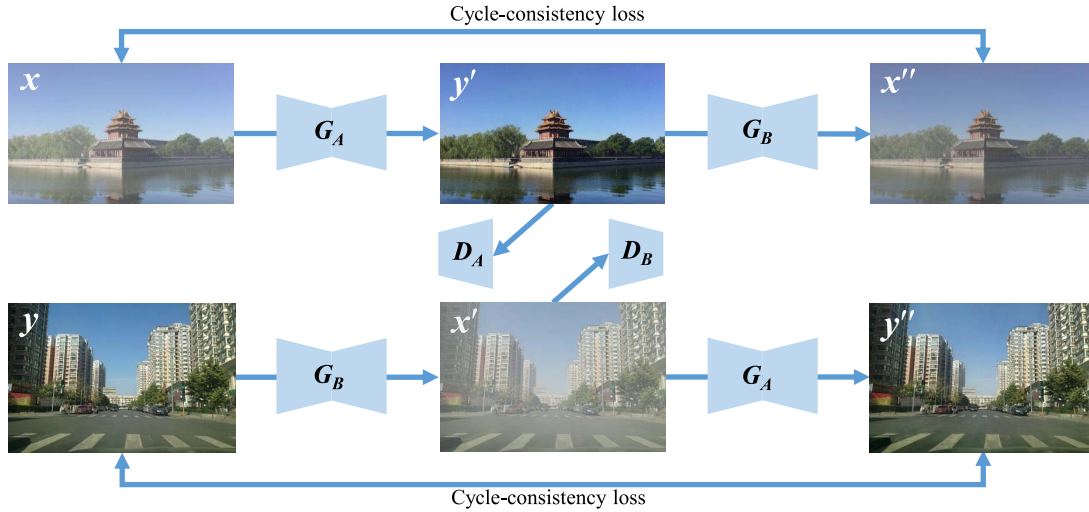 Cycle-consistency loss
x
G_A
y'
G_B
x''
D_A
D_B
y
G_B
x'
G_A
y''
Cycle-consistency loss